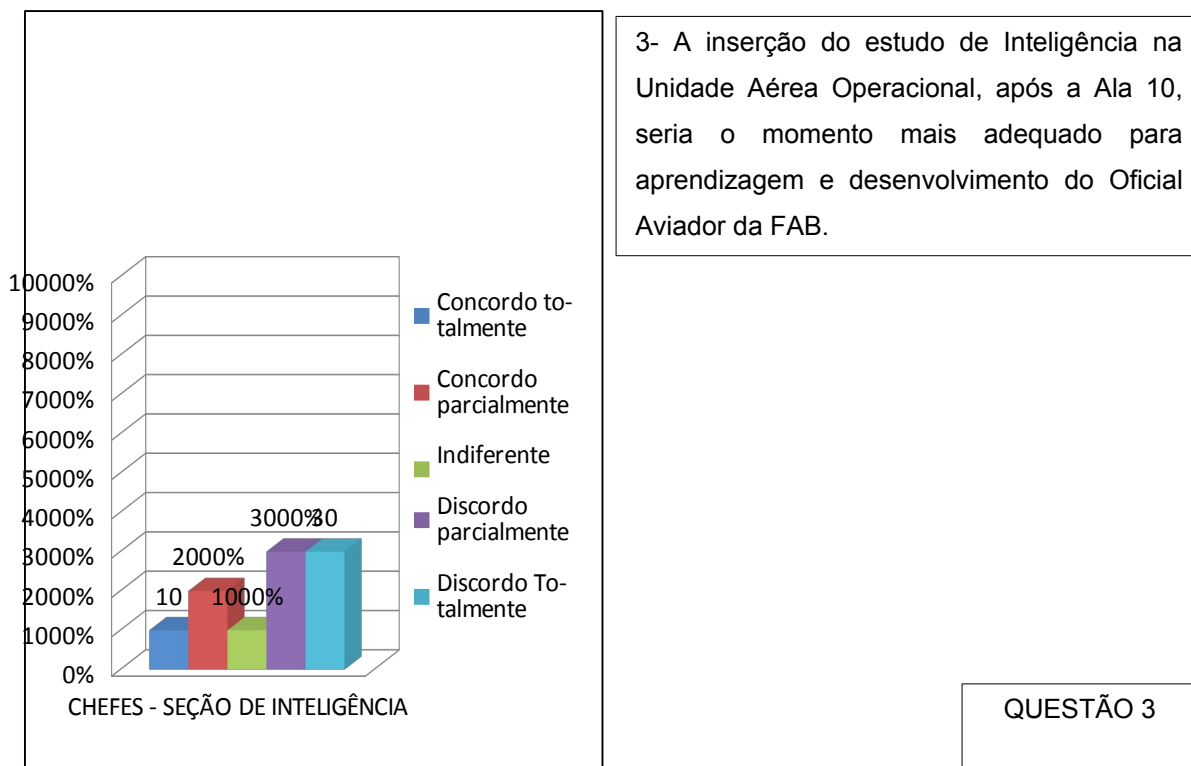 3- A inserção do estudo de Inteligência na
Unidade Aérea Operacional, após a Ala 10,
seria o momento mais adequado para
aprendizagem e desenvolvimento do Oficial
Aviador da FAB.
10000%
9000%
8000%
7000%
6000%
5000%
4000%
3000%
2000%
1000%
0%
10
2000%
1000%
3000%
30
CHEFES - SEÇÃO DE INTELIGÊNCIA
Concordo to-
talmente
Concordo
parcialmente
Indiferente
Discordo
parcialmente
Discordo To-
talmente
QUESTÃO 3